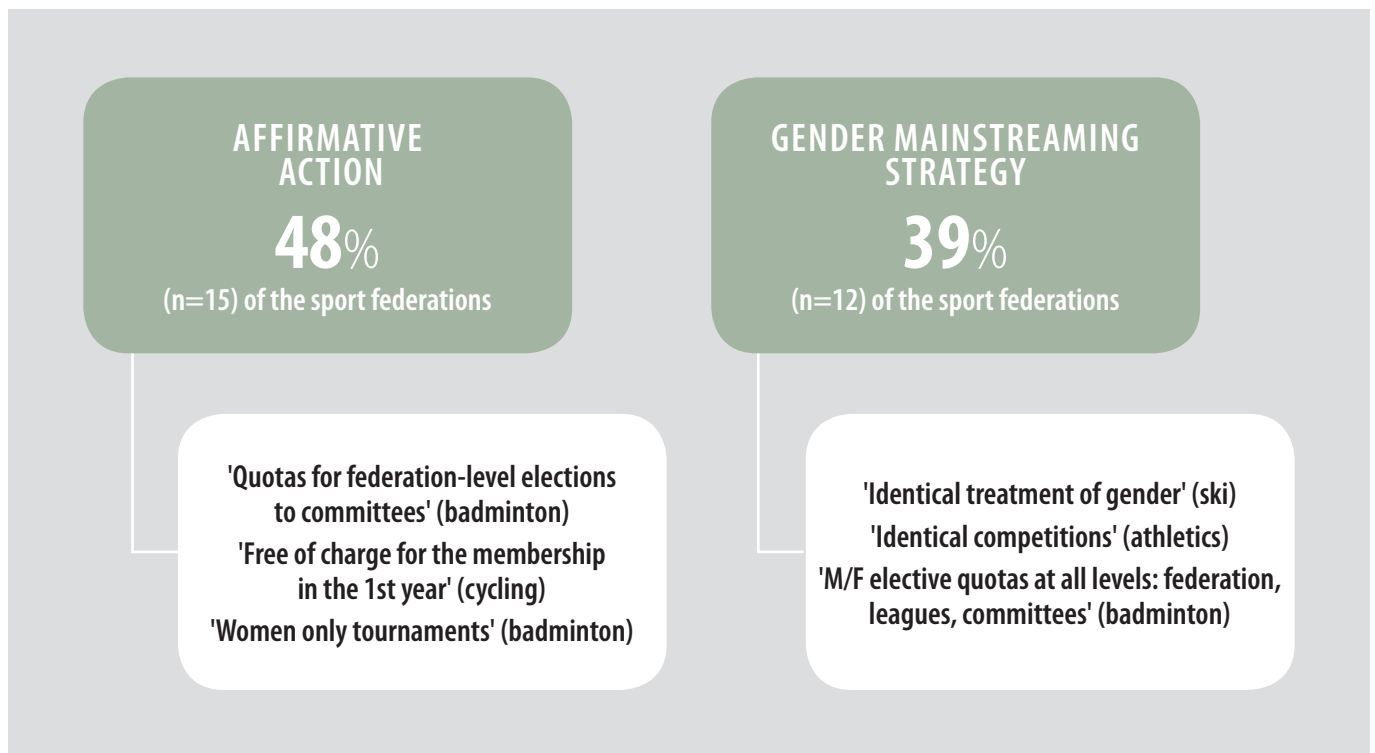 AFFIRMATIVE
ACTION
48%
(n=15) of the sport federations
'Quotas for federation-level elections
to committees' (badminton)
'Free of charge for the membership
in the 1st year' (cycling)
'Women only tournaments' (badminton)
GENDER MAINSTREAMING
STRATEGY
39%
(n=12) of the sport federations
'Identical treatment of gender' (ski)
'Identical competitions' (athletics)
'M/F elective quotas at all levels: federation,
leagues, committees' (badminton)